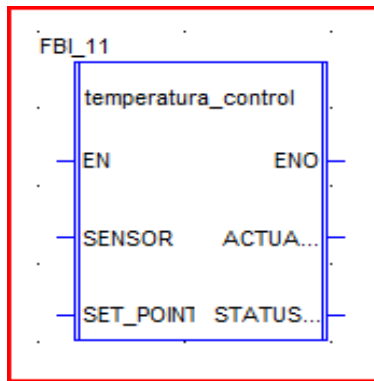 FBI_11
temperatura_control
EN ENO
SENSOR ACTUA...
SET_POINT STATUS...